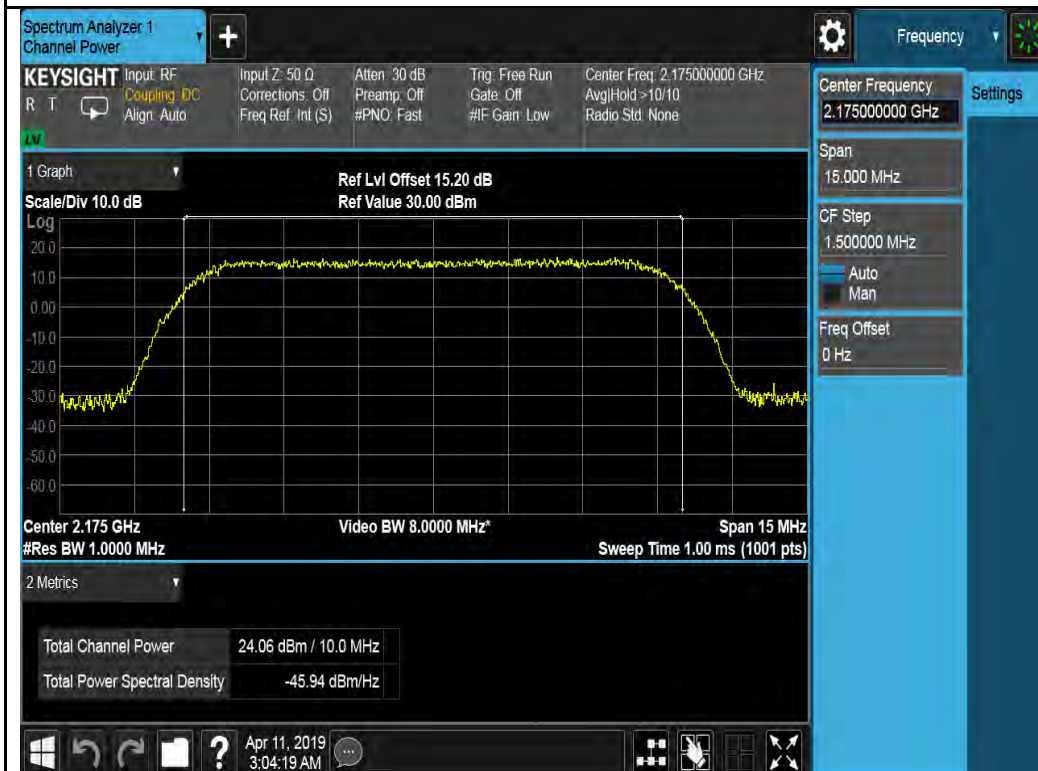 Spectrum Analyzer 1
Channel Power
+
Frequency
KEYSIGHT
R T
LXI
Input: RF
Coupling: DC
Align: Auto
Input Z: 50 Ω
Corrections: Off
Freq Ref: Int (S)
Atten: 30 dB
Preamp: Off
#PNO: Fast
Trig: Free Run
Gate: Off
#IF Gain: Low
Center Freq: 2.175000000 GHz
Avg|Hold >10/10
Radio Std: None
Center Frequency
2.175000000 GHz
Settings
Span
15.000 MHz
CF Step
1.500000 MHz
Auto
Man
Freq Offset
0 Hz
1 Graph
Scale/Div 10.0 dB
Ref Lvl Offset 15.20 dB
Ref Value 30.00 dBm
Log
20.0
10.0
0.00
-10.0
-20.0
-30.0
-40.0
-50.0
-60.0
Center 2.175 GHz
#Res BW 1.0000 MHz
Video BW 8.0000 MHz*
Span 15 MHz
Sweep Time 1.00 ms (1001 pts)
2 Metrics
Total Channel Power 24.06 dBm / 10.0 MHz
Total Power Spectral Density -45.94 dBm/Hz
?
Apr 11, 2019
3:04:19 AM